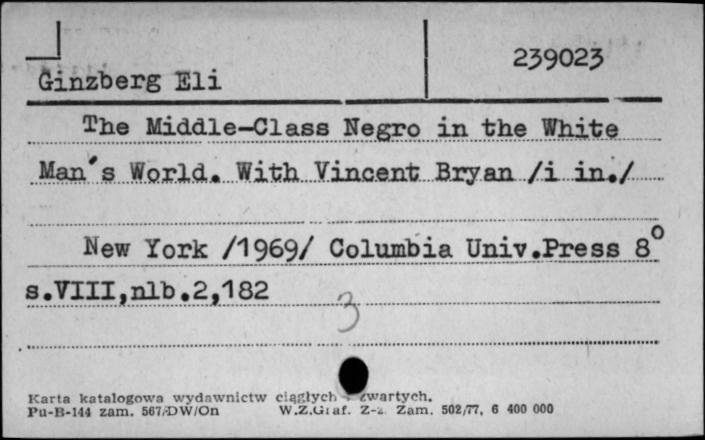 239023
Ginzberg Eli
The Middle-Class Negro in the White
Man's World. With Vincent Bryan /i in./
New York /1969/ Columbia Univ.Press 8°
s.VIII,nlb.2,182
3
Karta katalogowa wydawnictw ciągłych i zwartych.
Pu-B-144 zam. 567/DW/On W.Z.Graf. Z-z Zam. 502/77, 6 400 000